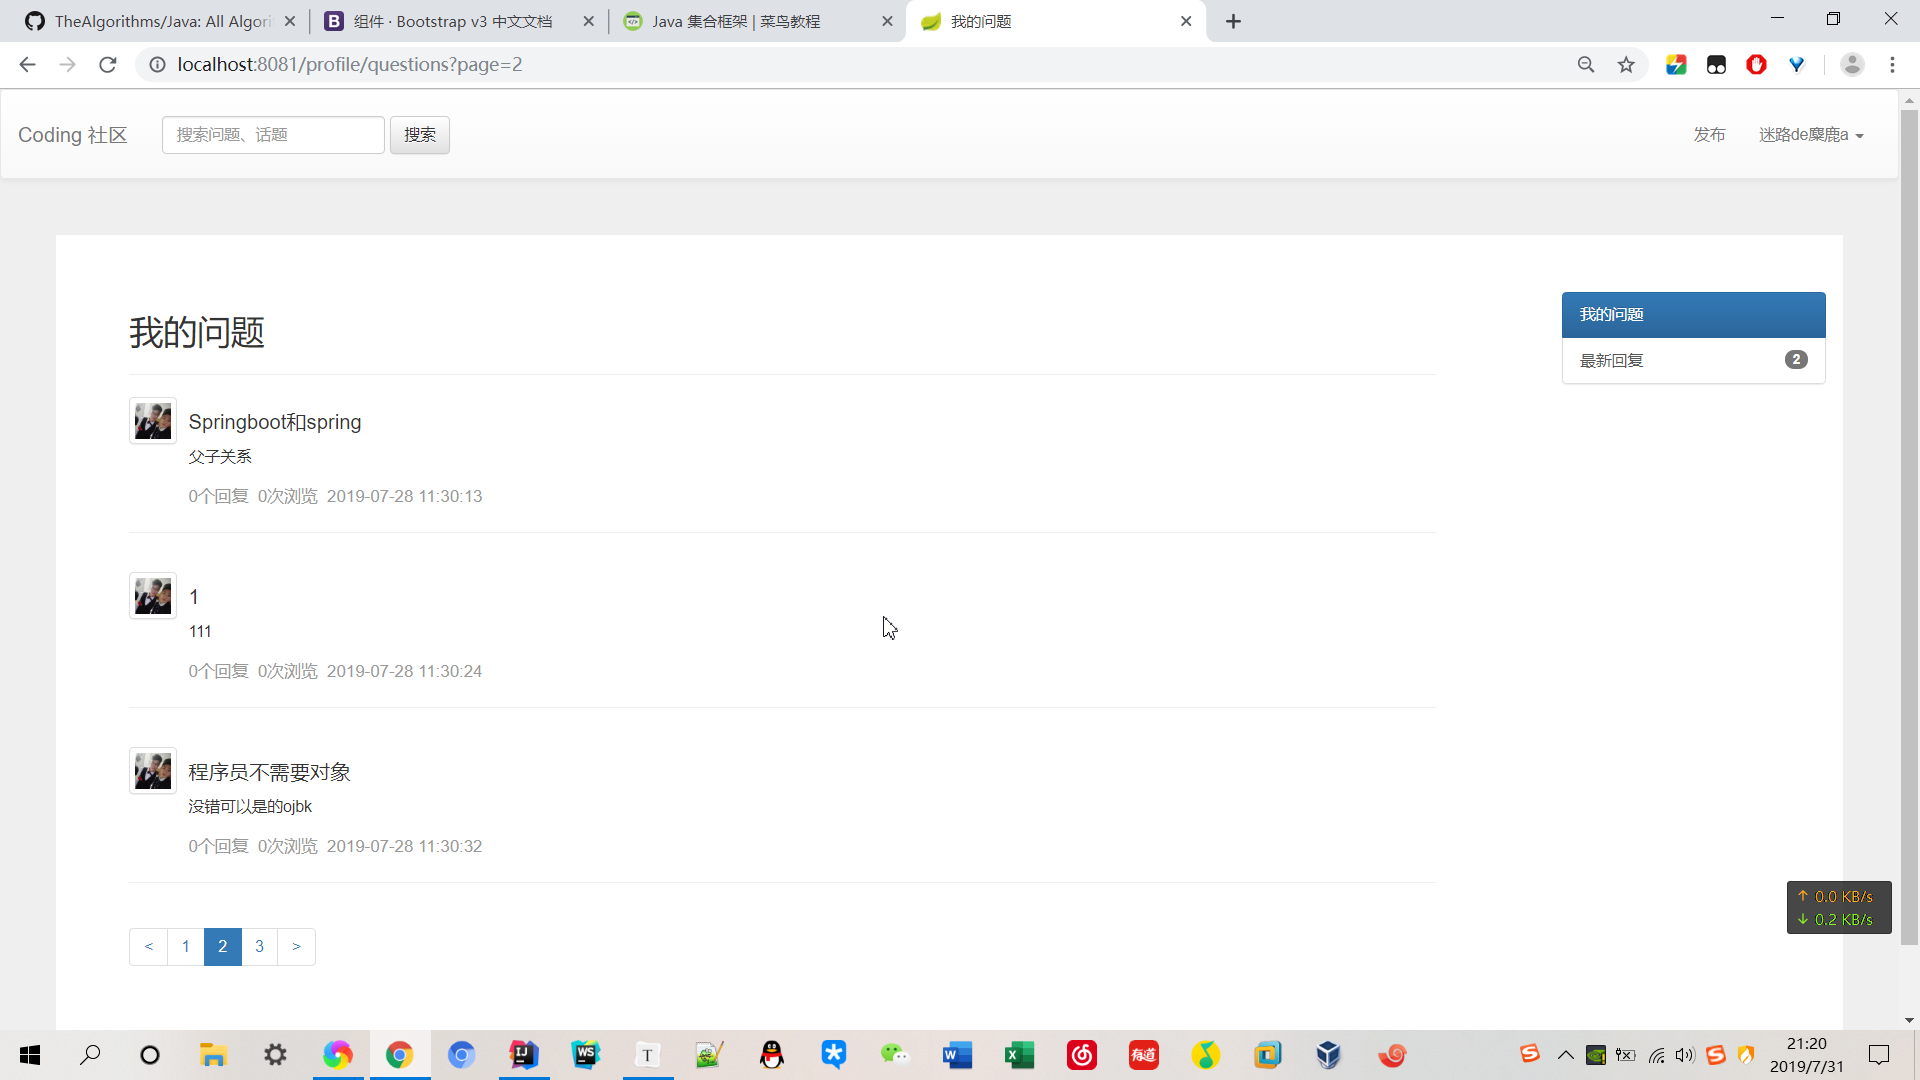 TheAlgorithms/Java: All Algori
组件 · Bootstrap v3 中文文档
Java 集合框架 | 菜鸟教程
我的问题
localhost:8081/profile/questions?page=2
Coding 社区
搜索问题、话题
搜索
发布
迷路de麋鹿a
我的问题
我的问题
最新回复
2
Springboot和spring
父子关系
0个回复 0次浏览 2019-07-28 11:30:13
1
111
0个回复 0次浏览 2019-07-28 11:30:24
程序员不需要对象
没错可以是的ojbk
0个回复 0次浏览 2019-07-28 11:30:32
↑ 0.0 KB/s
↓ 0.2 KB/s
< 1 2 3 >
21:20
2019/7/31